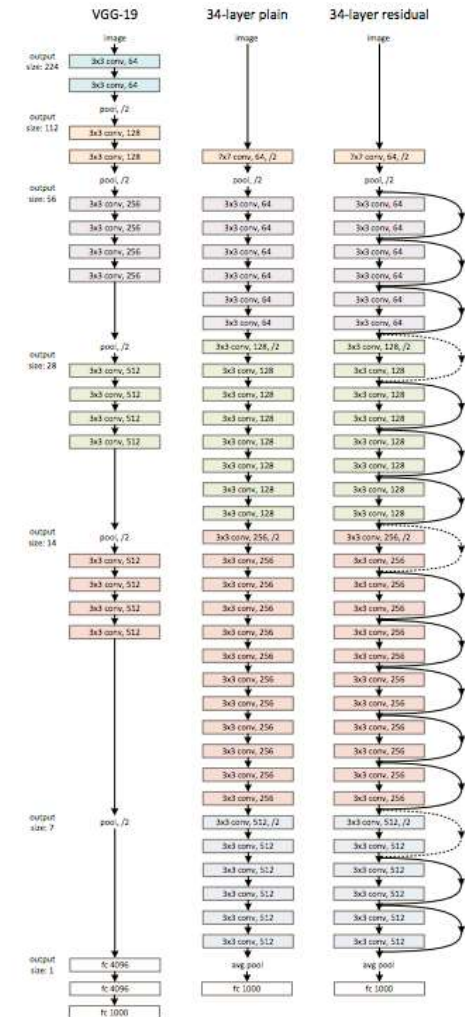 VGG-19
34-layer plain
34-layer residual
output
size: 224
output
size: 112
output
size: 56
output
size: 28
output
size: 14
output
size: 7
output
size: 1
image
3x3 conv, 64
3x3 conv, 64
pool, /2
3x3 conv, 128
3x3 conv, 128
pool, /2
3x3 conv, 256
3x3 conv, 256
3x3 conv, 256
3x3 conv, 256
pool, /2
3x3 conv, 512
3x3 conv, 512
3x3 conv, 512
3x3 conv, 512
pool, /2
3x3 conv, 512
3x3 conv, 512
3x3 conv, 512
3x3 conv, 512
pool, /2
fc 4096
fc 4096
fc 1000
image
7x7 conv, 64, /2
pool, /2
3x3 conv, 64
3x3 conv, 64
3x3 conv, 64
3x3 conv, 64
3x3 conv, 64
3x3 conv, 64
3x3 conv, 128, /2
3x3 conv, 128
3x3 conv, 128
3x3 conv, 128
3x3 conv, 128
3x3 conv, 128
3x3 conv, 128
3x3 conv, 128
3x3 conv, 256, /2
3x3 conv, 256
3x3 conv, 256
3x3 conv, 256
3x3 conv, 256
3x3 conv, 256
3x3 conv, 256
3x3 conv, 256
3x3 conv, 256
3x3 conv, 256
3x3 conv, 256
3x3 conv, 256
3x3 conv, 512, /2
3x3 conv, 512
3x3 conv, 512
3x3 conv, 512
3x3 conv, 512
3x3 conv, 512
avg pool
fc 1000
image
7x7 conv, 64, /2
pool, /2
3x3 conv, 64
3x3 conv, 64
3x3 conv, 64
3x3 conv, 64
3x3 conv, 64
3x3 conv, 64
3x3 conv, 128, /2
3x3 conv, 128
3x3 conv, 128
3x3 conv, 128
3x3 conv, 128
3x3 conv, 128
3x3 conv, 128
3x3 conv, 128
3x3 conv, 256, /2
3x3 conv, 256
3x3 conv, 256
3x3 conv, 256
3x3 conv, 256
3x3 conv, 256
3x3 conv, 256
3x3 conv, 256
3x3 conv, 256
3x3 conv, 256
3x3 conv, 256
3x3 conv, 256
3x3 conv, 512, /2
3x3 conv, 512
3x3 conv, 512
3x3 conv, 512
3x3 conv, 512
3x3 conv, 512
avg pool
fc 1000